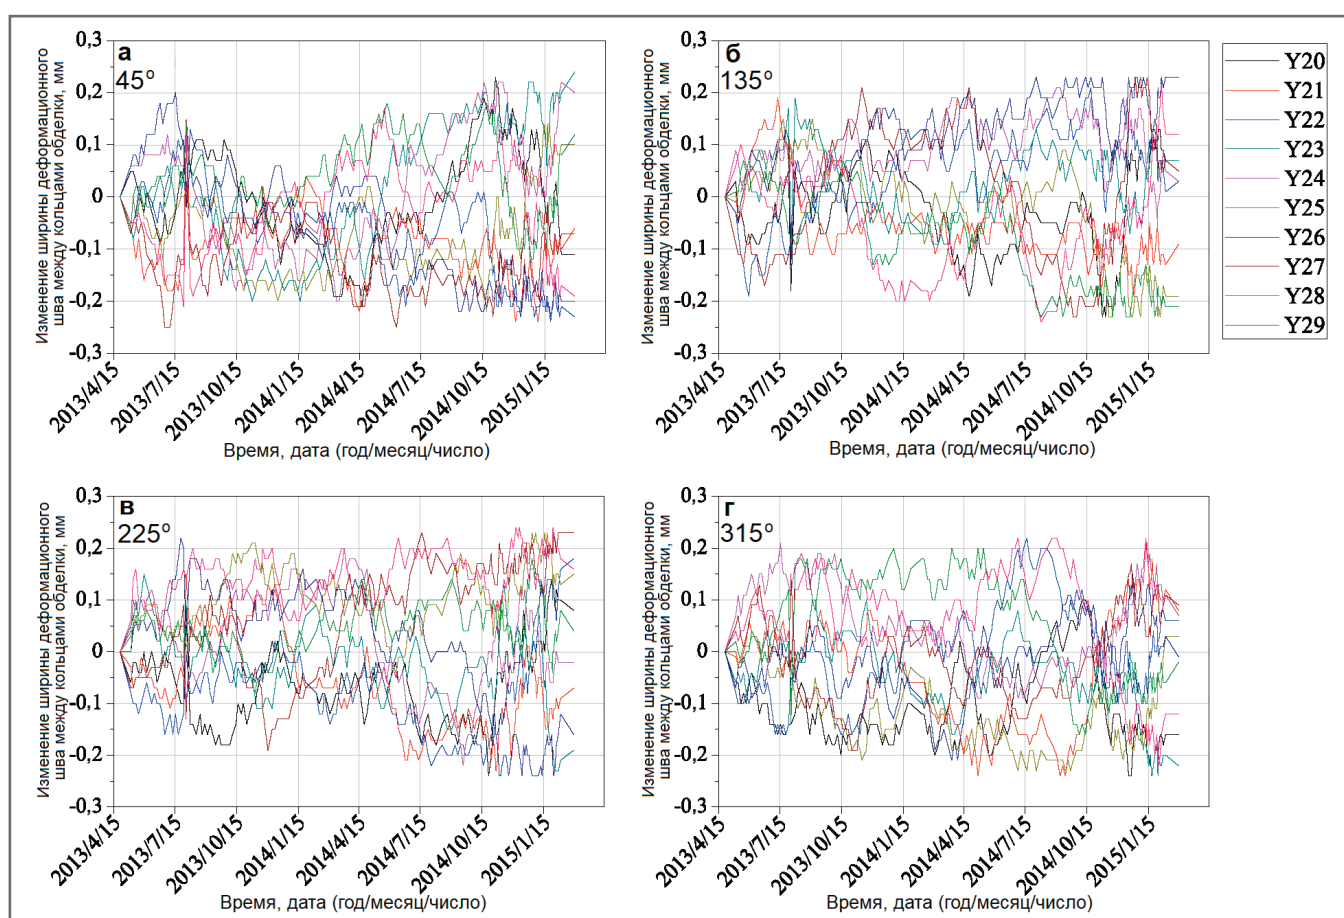 Изменение ширины деформационного
шва между кольцами обделки, мм
0,3
0,2
0,1
0
-0,1
-0,2
-0,3
а
45º
2013/4/15
2013/7/15
2013/10/15
2014/1/15
2014/4/15
2014/7/15
2014/10/15
2015/1/15
Время, дата (год/месяц/число)
Изменение ширины деформационного
шва между кольцами обделки, мм
0,3
0,2
0,1
0
-0,1
-0,2
-0,3
б
135º
2013/4/15
2013/7/15
2013/10/15
2014/1/15
2014/4/15
2014/7/15
2014/10/15
2015/1/15
Время, дата (год/месяц/число)
Y20
Y21
Y22
Y23
Y24
Y25
Y26
Y27
Y28
Y29
Изменение ширины деформационного
шва между кольцами обделки, мм
0,3
0,2
0,1
0
-0,1
-0,2
-0,3
в
225º
2013/4/15
2013/7/15
2013/10/15
2014/1/15
2014/4/15
2014/7/15
2014/10/15
2015/1/15
Время, дата (год/месяц/число)
Изменение ширины деформационного
шва между кольцами обделки, мм
0,3
0,2
0,1
0
-0,1
-0,2
-0,3
г
315º
2013/4/15
2013/7/15
2013/10/15
2014/1/15
2014/4/15
2014/7/15
2014/10/15
2015/1/15
Время, дата (год/месяц/число)